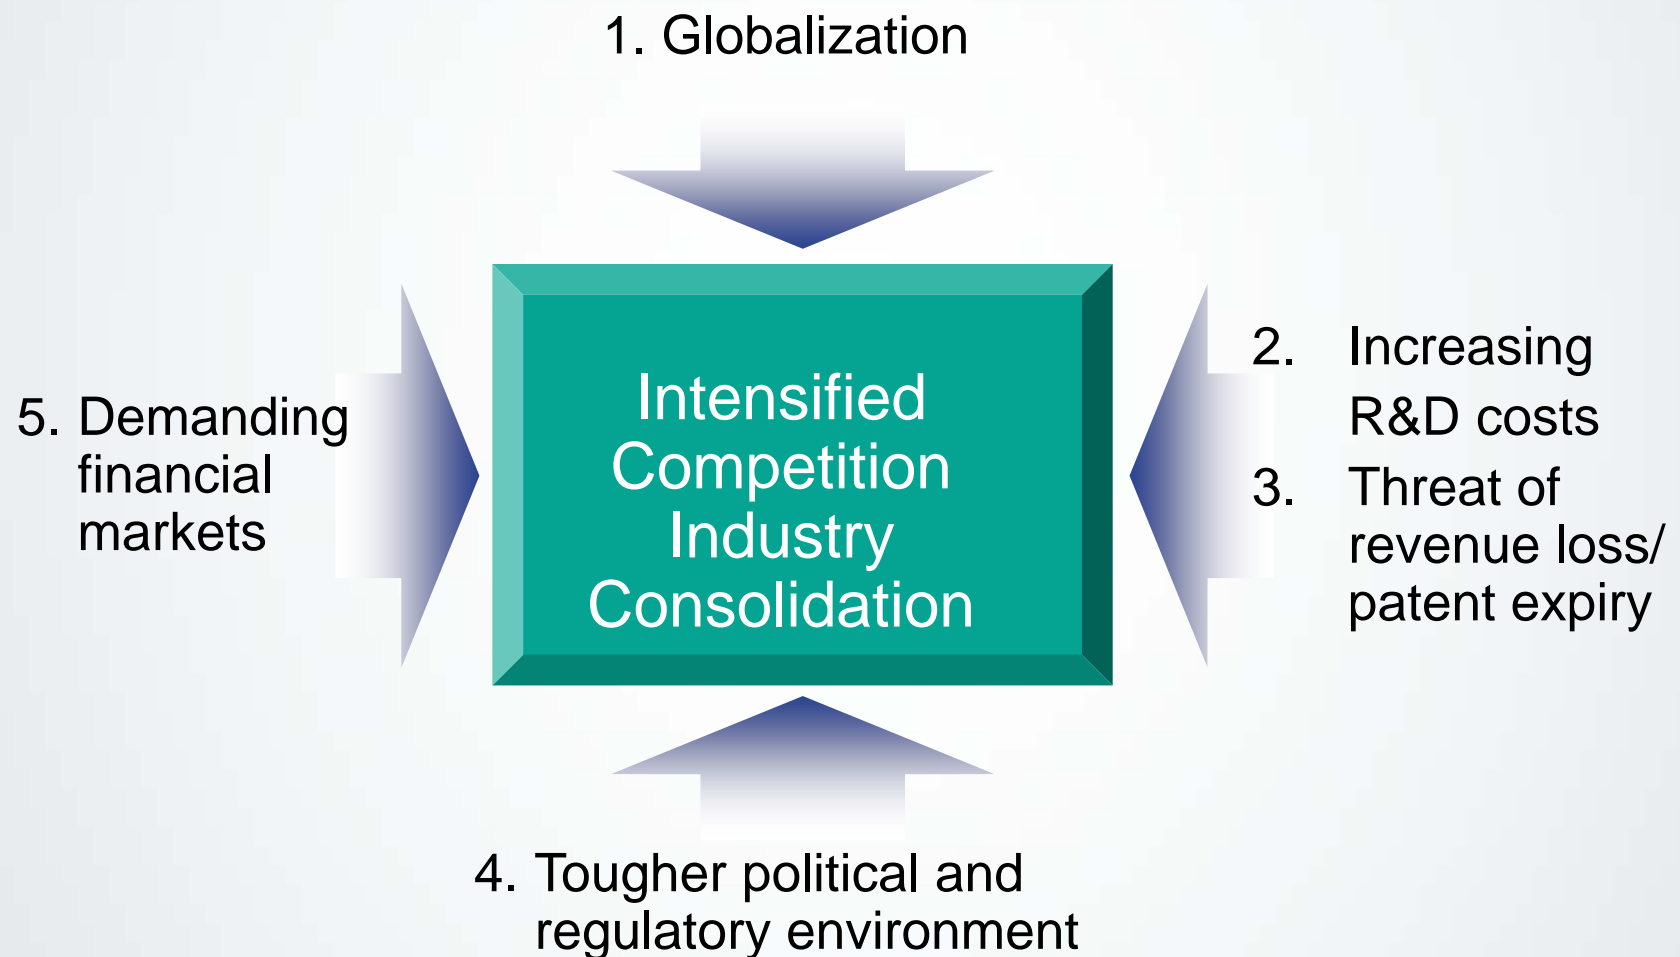 1. Globalization
Intensified
Competition
Industry
Consolidation
2. Increasing
R&D costs
3. Threat of
revenue loss/
patent expiry
4. Tougher political and
regulatory environment
5. Demanding
financial
markets